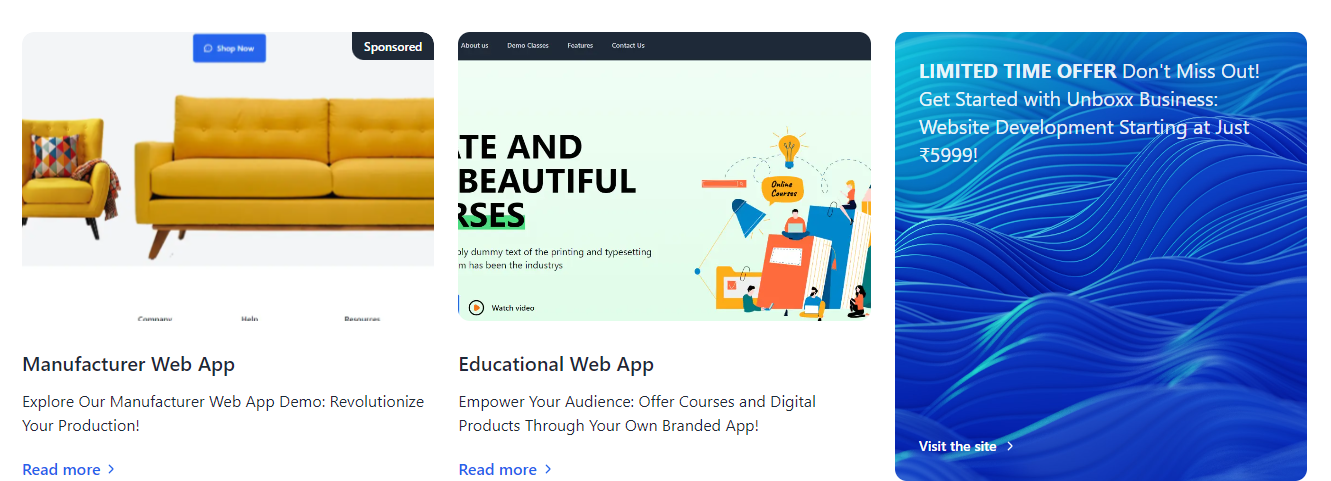 Shop Now
Sponsored
Company Help Resources
Manufacturer Web App
Explore Our Manufacturer Web App Demo: Revolutionize
Your Production!
Read more
About us Demo Classes Features Contact Us
ATE AND
BEAUTIFUL
RSES
Online
Courses
ply dummy text of the printing and typesetting
m has been the industrys
Watch video
Educational Web App
Empower Your Audience: Offer Courses and Digital
Products Through Your Own Branded App!
Read more
LIMITED TIME OFFER Don't Miss Out!
Get Started with Unboxx Business:
Website Development Starting at Just
₹5999!
Visit the site